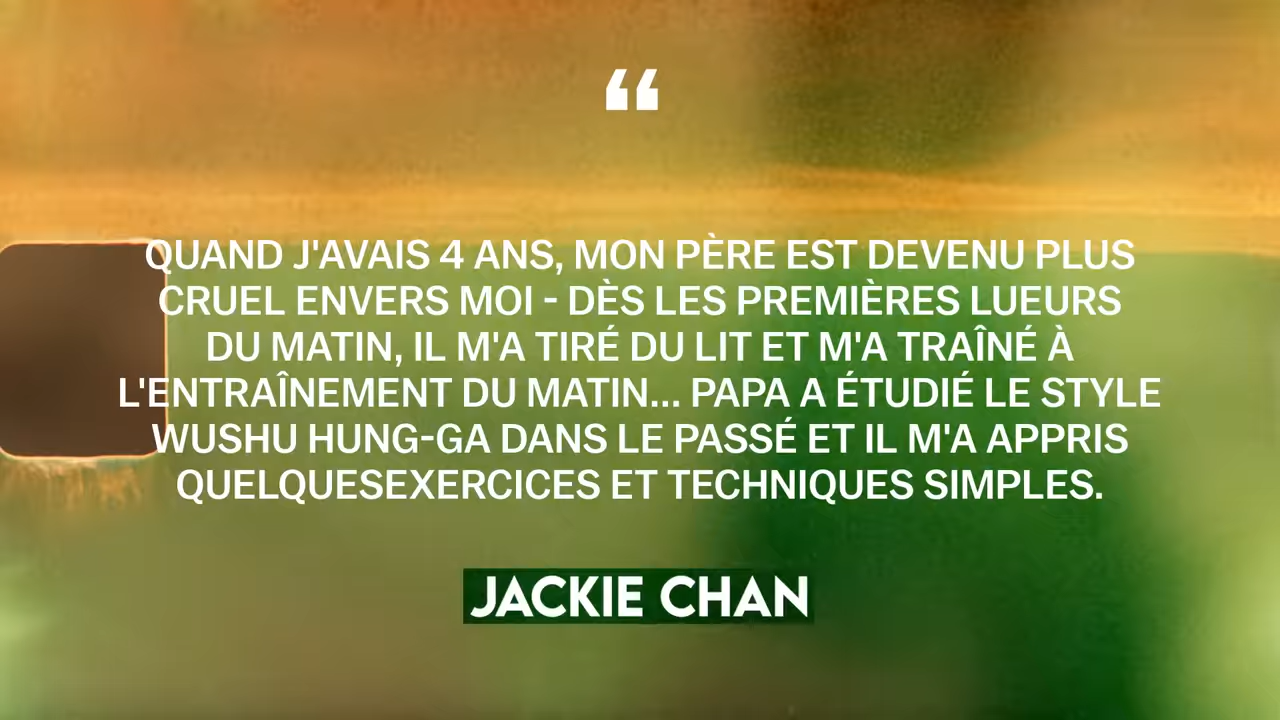 “
QUAND J'AVAIS 4 ANS, MON PÈRE EST DEVENU PLUS
CRUEL ENVERS MOI - DÈS LES PREMIÈRES LUEURS
DU MATIN, IL M'A TIRÉ DU LIT ET M'A TRAÎNÉ À
L'ENTRAÎNEMENT DU MATIN... PAPA A ÉTUDIÉ LE STYLE
WUSHU HUNG-GA DANS LE PASSÉ ET IL M'A APPRIS
QUELQUESEXERCICES ET TECHNIQUES SIMPLES.
JACKIE CHAN